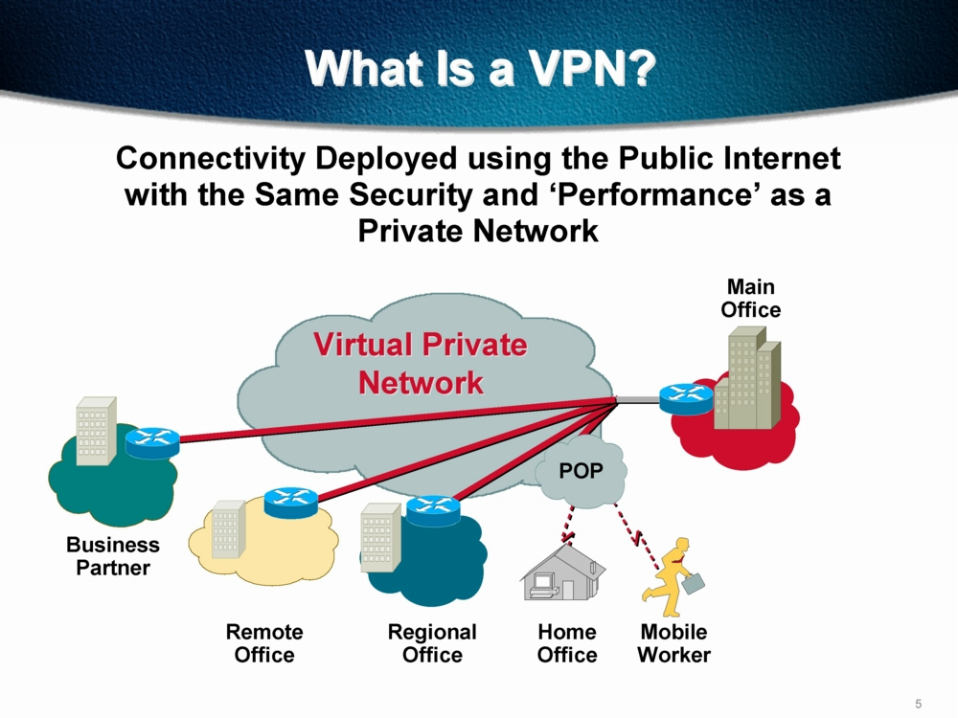 What Is a VPN?
Connectivity Deployed using the Public Internet
with the Same Security and ‘Performance’ as a
Private Network
Main
Office
Virtual Private
Network
POP
Business
Partner
Remote
Office
Regional
Office
Home
Office
Mobile
Worker
5